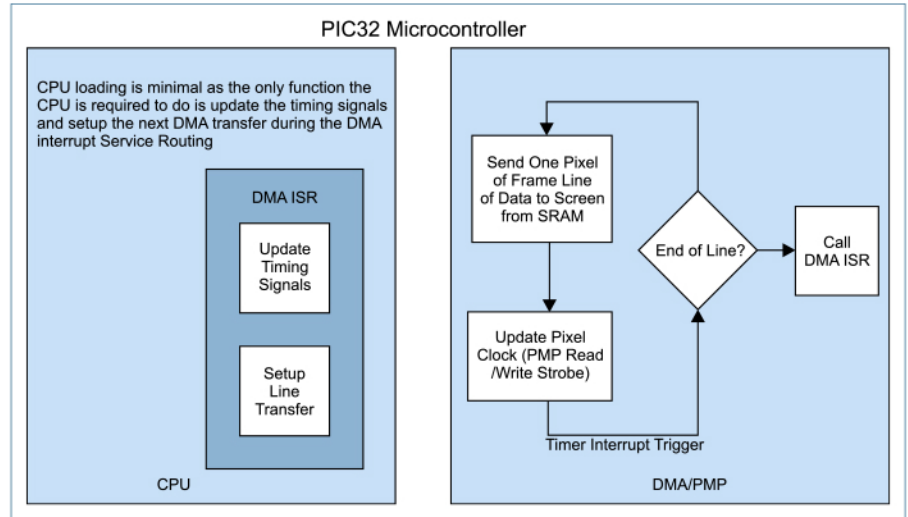 PIC32 Microcontroller
CPU loading is minimal as the only function the
CPU is required to do is update the timing signals
and setup the next DMA transfer during the DMA
interrupt Service Routing
DMA ISR
Update
Timing
Signals
Setup
Line
Transfer
CPU
Send One Pixel
of Frame Line
of Data to Screen
from SRAM
Update Pixel
Clock (PMP Read
/Write Strobe)
End of Line?
Call
DMA ISR
Timer Interrupt Trigger
DMA/PMP